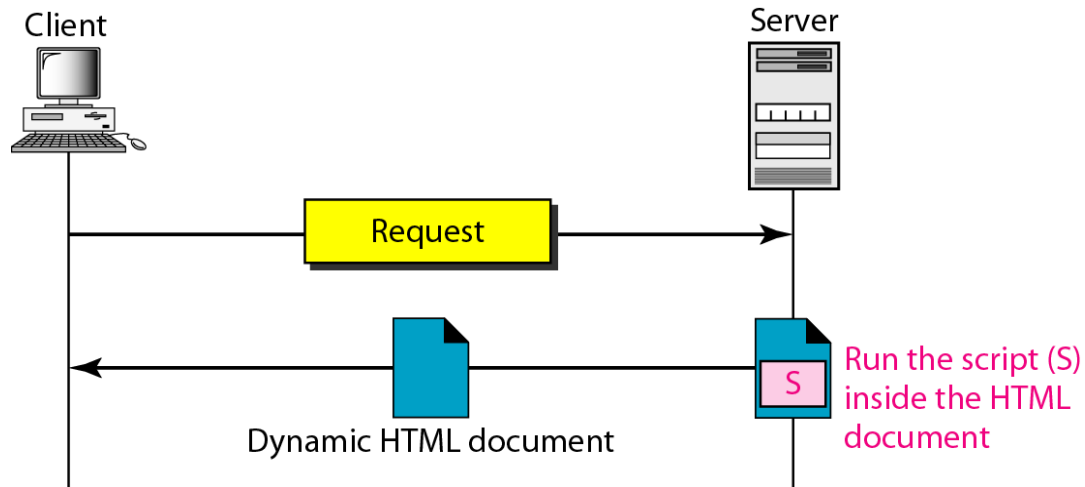 Client
Server
Request
Dynamic HTML document
S
Run the script (S)
inside the HTML
document